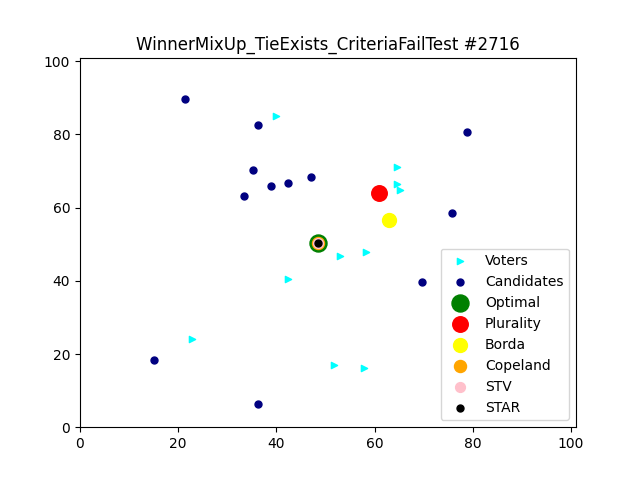 WinnerMixUp_TieExists_CriteriaFailTest #2716
100
80
60
40
20
0
0 20 40 60 80 100
Voters
Candidates
Optimal
Plurality
Borda
Copeland
STV
STAR